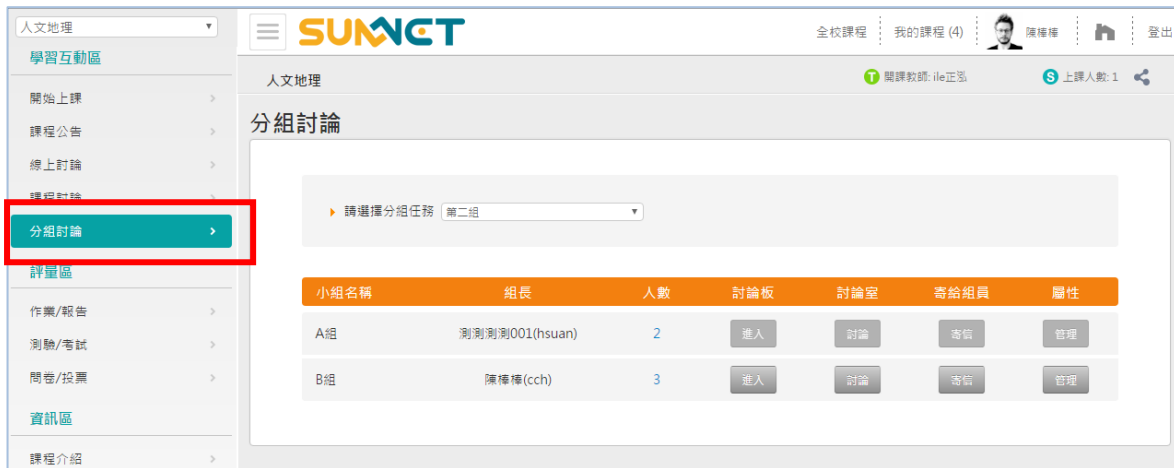 人文地理
SUNNET
全校課程
我的課程 (4)
陳棒棒
登出
學習互動區
開始上課
課程公告
線上討論
課程討論
分組討論
評量區
作業/報告
測驗/考試
問卷/投票
資訊區
課程介紹
人文地理
T 開課教師: ile正泓
S 上課人數: 1
分組討論
請選擇分組任務 第二組
小組名稱 組長 人數 討論板 討論室 寄給組員 屬性
A組 測測測測001(hsuan) 2 進入 討論 寄信 管理
B組 陳棒棒(cch) 3 進入 討論 寄信 管理